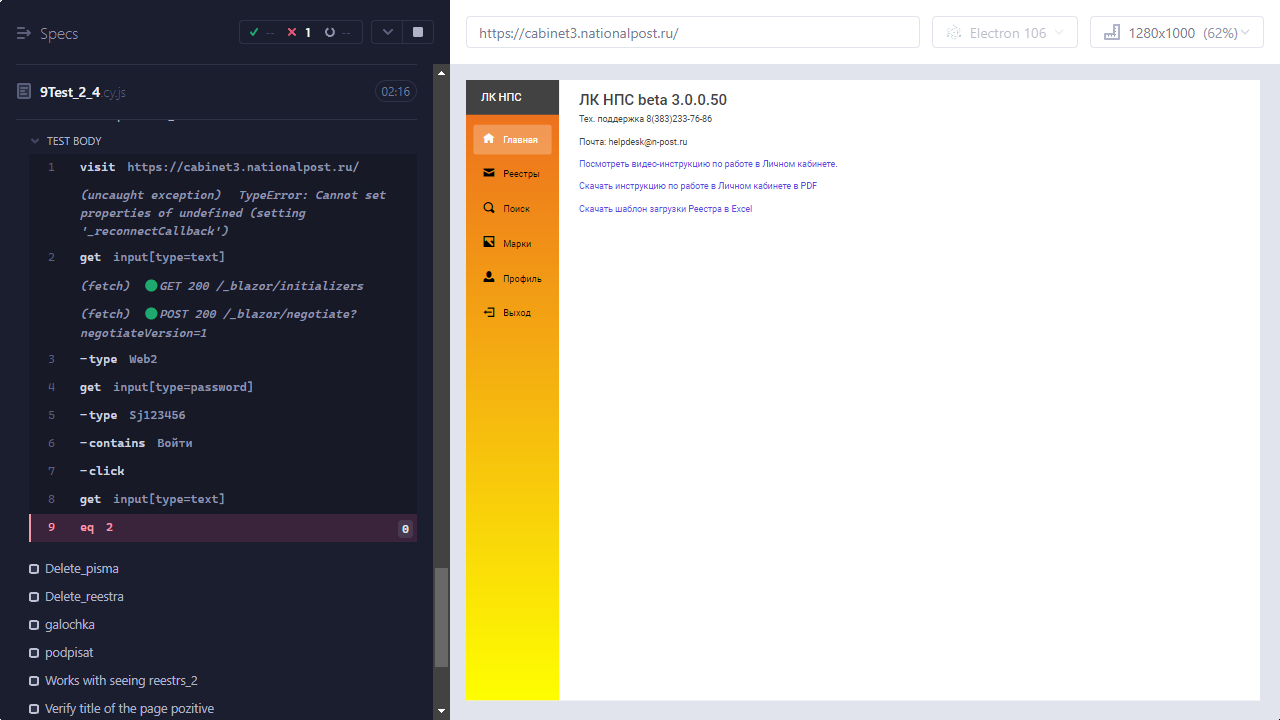 Specs
-- 1 --
9Test_2_4.cy.js
02:16
TEST BODY
1 visit https://cabinet3.nationalpost.ru/
(uncaught exception) TypeError: Cannot set
properties of undefined (setting
'_reconnectCallback')
2 get input[type=text]
(fetch) GET 200 /_blazor/initializers
(fetch) POST 200 /_blazor/negotiate?
negotiateVersion=1
3 -type Web2
4 get input[type=password]
5 -type Sj123456
6 -contains Войти
7 -click
8 get input[type=text]
9 eq 2 0
Delete_pisma
Delete_reestra
galochka
podpisat
Works with seeing reestrs_2
Verify title of the page pozitive
https://cabinet3.nationalpost.ru/
Electron 106
1280x1000 (62%)
ЛК НПС
Главная
Реестры
Поиск
Марки
Профиль
Выход
ЛК НПС beta 3.0.0.50
Тех. поддержка 8(383)233-76-86
Почта: helpdesk@n-post.ru
Посмотреть видео-инструкцию по работе в Личном кабинете.
Скачать инструкцию по работе в Личном кабинете в PDF
Скачать шаблон загрузки Реестра в Excel